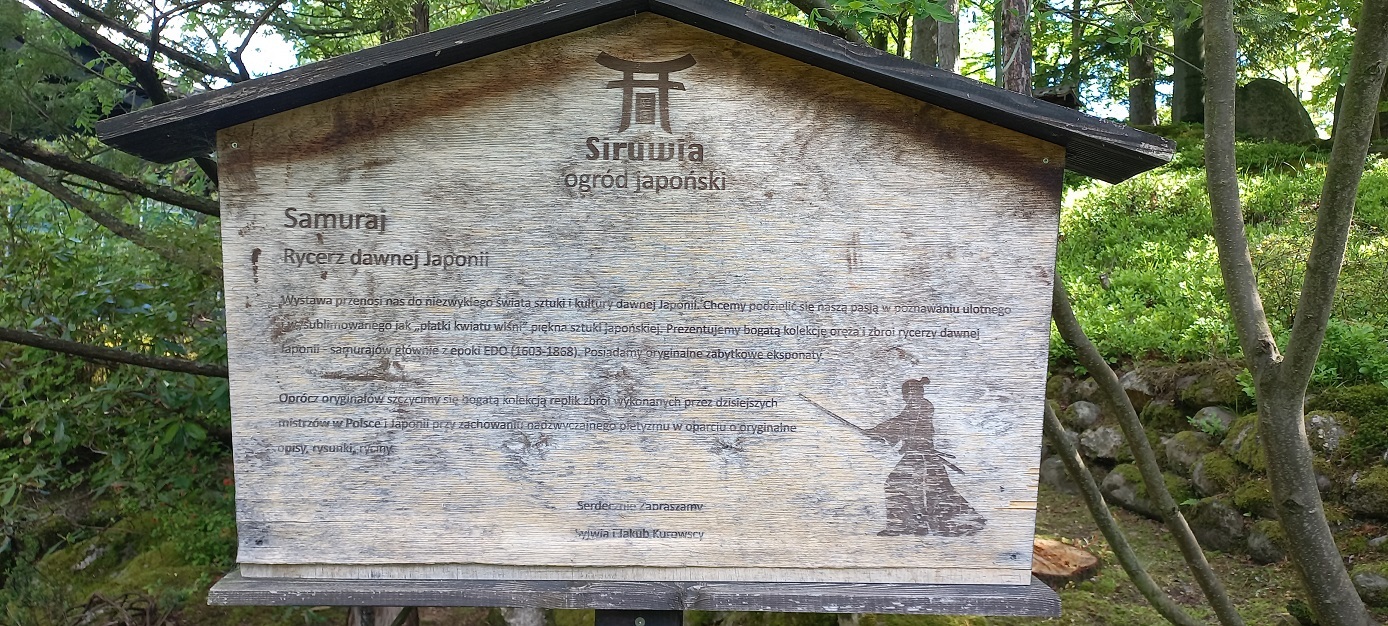 Siruwia
ogród japoński
Samuraj
Rycerz dawnej Japonii
Wystawa przenosi nas do niezwykłego świata sztuki i kultury dawnej Japonii. Chcemy podzielić się naszą pasją w poznawaniu ulotnego
i wysublimowanego jak „płatki kwiatu wiśni” piękna sztuki japońskiej. Prezentujemy bogatą kolekcję oręża i zbroi rycerzy dawnej
Japonii - samurajów głównie z epoki EDO (1603-1868). Posiadamy oryginalne zabytkowe eksponaty.
Oprócz oryginałów szczycimy się bogatą kolekcją replik zbroi wykonanych przez dzisiejszych
mistrzów w Polsce i Japonii przy zachowaniu nadzwyczajnego pietyzmu w oparciu o oryginalne
opisy, rysunki, ryciny.
Serdecznie Zapraszamy
Sylwia i Jakub Kurowscy